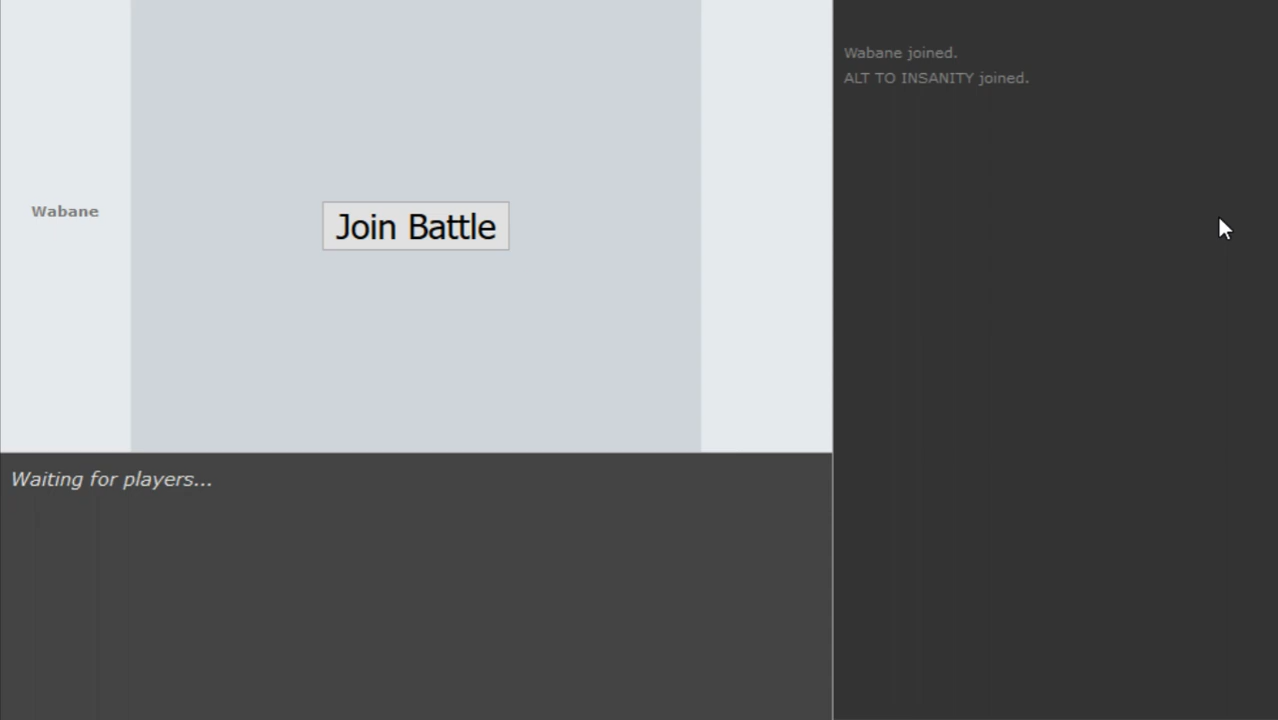 Wabane
Join Battle
Waiting for players...
Wabane joined.
ALT TO INSANITY joined.